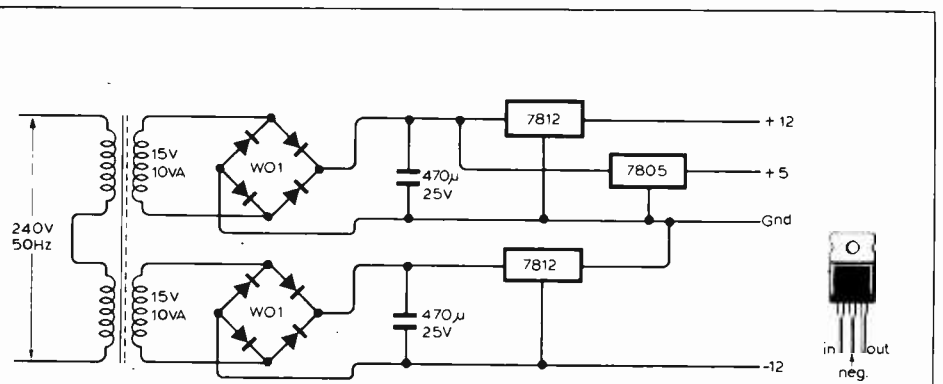 240V
50Hz
15V
10VA
WO1
470μ
25V
7812
+12
7805
+5
Gnd
15V
10VA
WO1
470μ
25V
7812
-12
in
out
neg.